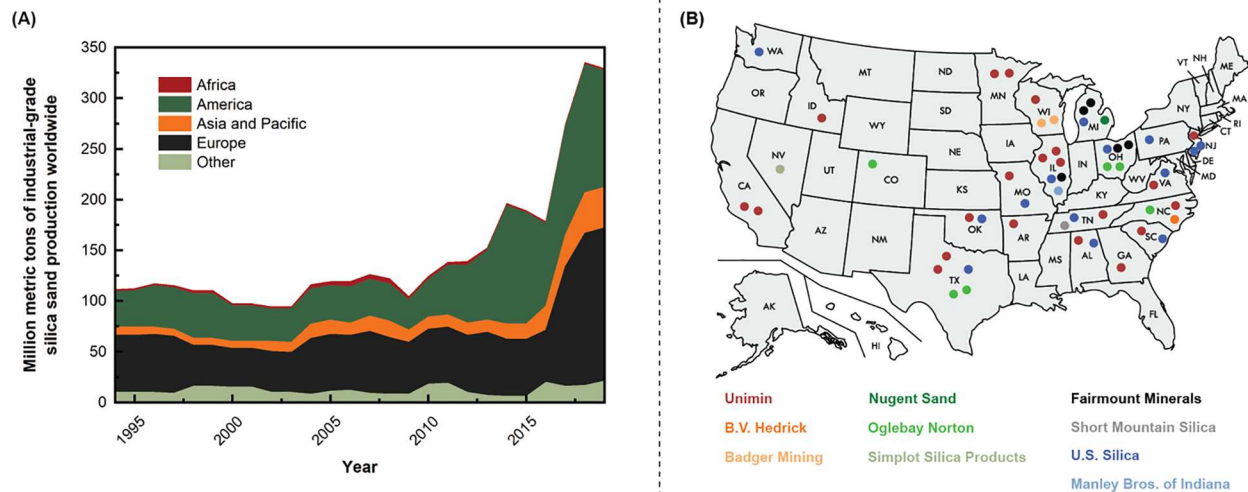 (A)
Million metric tons of industrial-grade
silica sand production worldwide
350
300
250
200
150
100
50
0
Africa
America
Asia and Pacific
Europe
Other
1995
2000
2005
2010
2015
Year
(B)
WA
MT
ND
MN
OR
ID
SD
WI
MI
VT
NH
ME
NY
MA
RI
CT
WY
IA
NE
PA
NJ
NV
UT
CO
IL
IN
OH
DE
MD
WV
VA
CA
KS
MO
KY
NC
TN
AZ
NM
OK
AR
SC
MS
AL
GA
TX
LA
FL
AK
HI
Unimin
B.V. Hedrick
Badger Mining
Nugent Sand
Oglebay Norton
Simplot Silica Products
Fairmount Minerals
Short Mountain Silica
U.S. Silica
Manley Bros. of Indiana